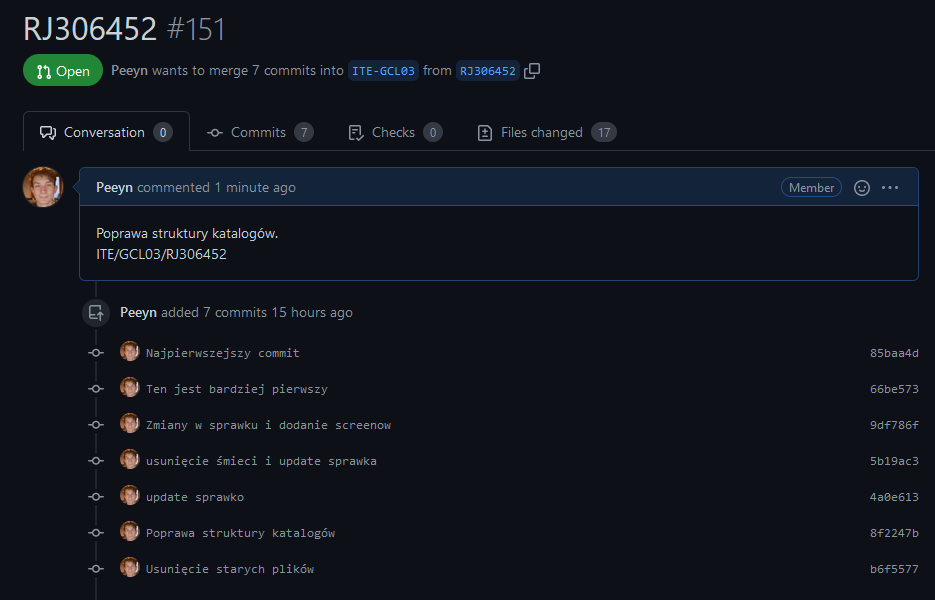 RJ306452 #151
Open Peeyn wants to merge 7 commits into ITE-GCL03 from RJ306452
Conversation 0 Commits 7 Checks 0 Files changed 17
Peeyn commented 1 minute ago Member
Poprawa struktury katalogów.
ITE/GCL03/RJ306452
Peeyn added 7 commits 15 hours ago
Najpierwszejszy commit 85baa4d
Ten jest bardziej pierwszy 66be573
Zmiany w sprawku i dodanie screenow 9df786f
usunięcie śmieci i update sprawka 5b19ac3
update sprawko 4a0e613
Poprawa struktury katalogów 8f2247b
Usunięcie starych plików b6f5577